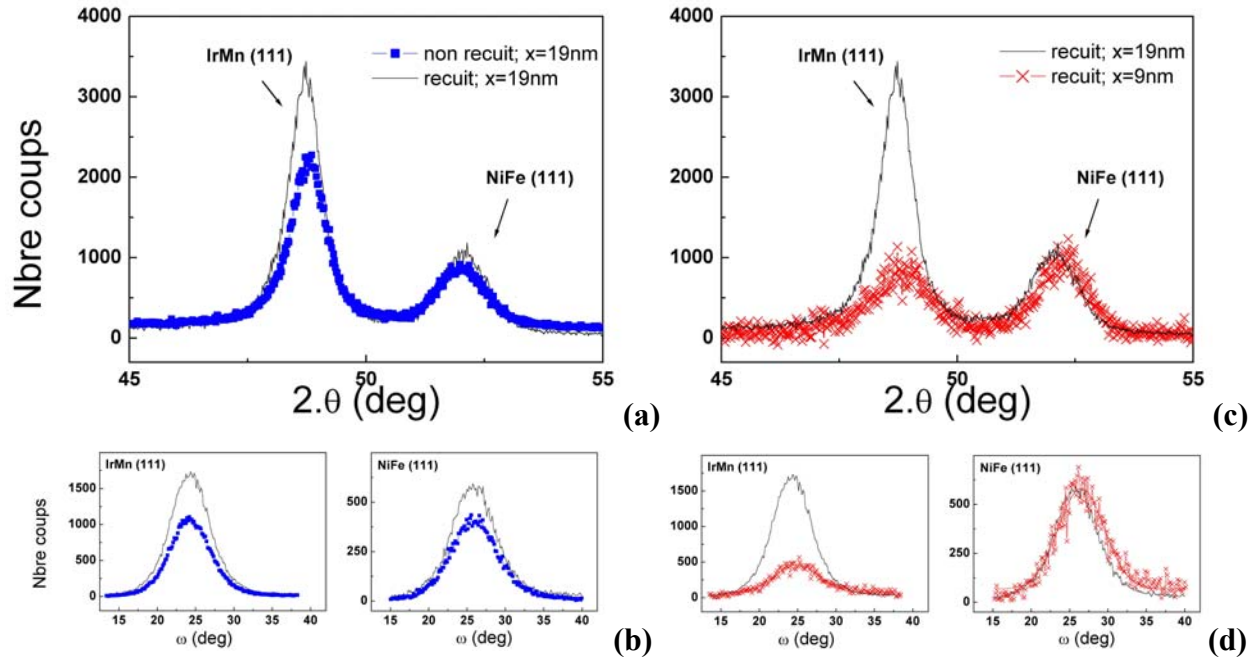 4000
3000
2000
1000
0
Nbre coups
IrMn (111)
non recuit; x=19nm
recuit; x=19nm
NiFe (111)
45
50
55
2.θ (deg)
(a)
4000
3000
2000
1000
0
IrMn (111)
recuit; x=19nm
recuit; x=9nm
NiFe (111)
45
50
55
2.θ (deg)
(c)
Nbre coups
IrMn (111)
1500
1000
500
0
15 20 25 30 35 40
ω (deg)
NiFe (111)
500
250
0
15 20 25 30 35 40
ω (deg)
(b)
IrMn (111)
1500
1000
500
0
15 20 25 30 35 40
ω (deg)
NiFe (111)
500
250
0
15 20 25 30 35 40
ω (deg)
(d)